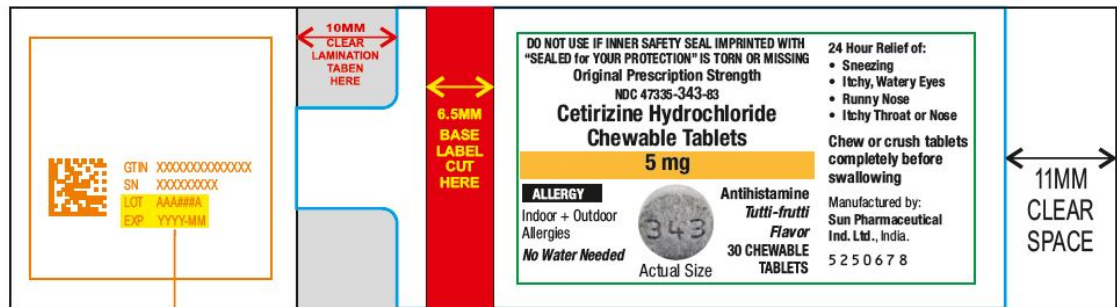 GTIN XXXXXXXXXXXXXX
SN XXXXXXXXX
LOT AAA###A
EXP YYYY-MM
10MM
CLEAR
LAMINATION
TABEN
HERE
6.5MM
BASE
LABEL
CUT
HERE
DO NOT USE IF INNER SAFETY SEAL IMPRINTED WITH
“SEALED for YOUR PROTECTION” IS TORN OR MISSING
Original Prescription Strength
NDC 47335-343-83
Cetirizine Hydrochloride
Chewable Tablets
5 mg
ALLERGY
Indoor + Outdoor
Allergies
No Water Needed
343
Actual Size
Antihistamine
Tutti-frutti
Flavor
30 CHEWABLE
TABLETS
24 Hour Relief of:
• Sneezing
• Itchy, Watery Eyes
• Runny Nose
• Itchy Throat or Nose
Chew or crush tablets
completely before
swallowing
Manufactured by:
Sun Pharmaceutical
Ind. Ltd., India.
5250678
11MM
CLEAR
SPACE